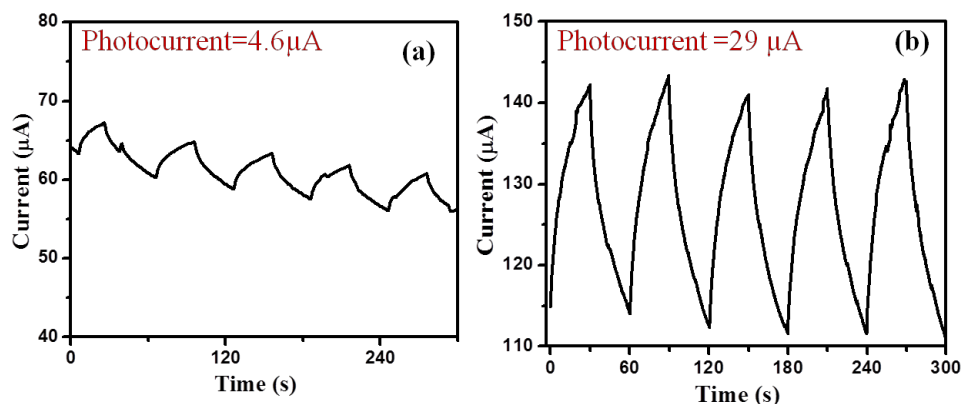 Photocurrent=4.6µA
(a)
80
70
60
50
40
0
120
240
Current (µA)
Time (s)
Photocurrent =29 µA
(b)
150
140
130
120
110
0
60
120
180
240
300
Current (µA)
Time (s)